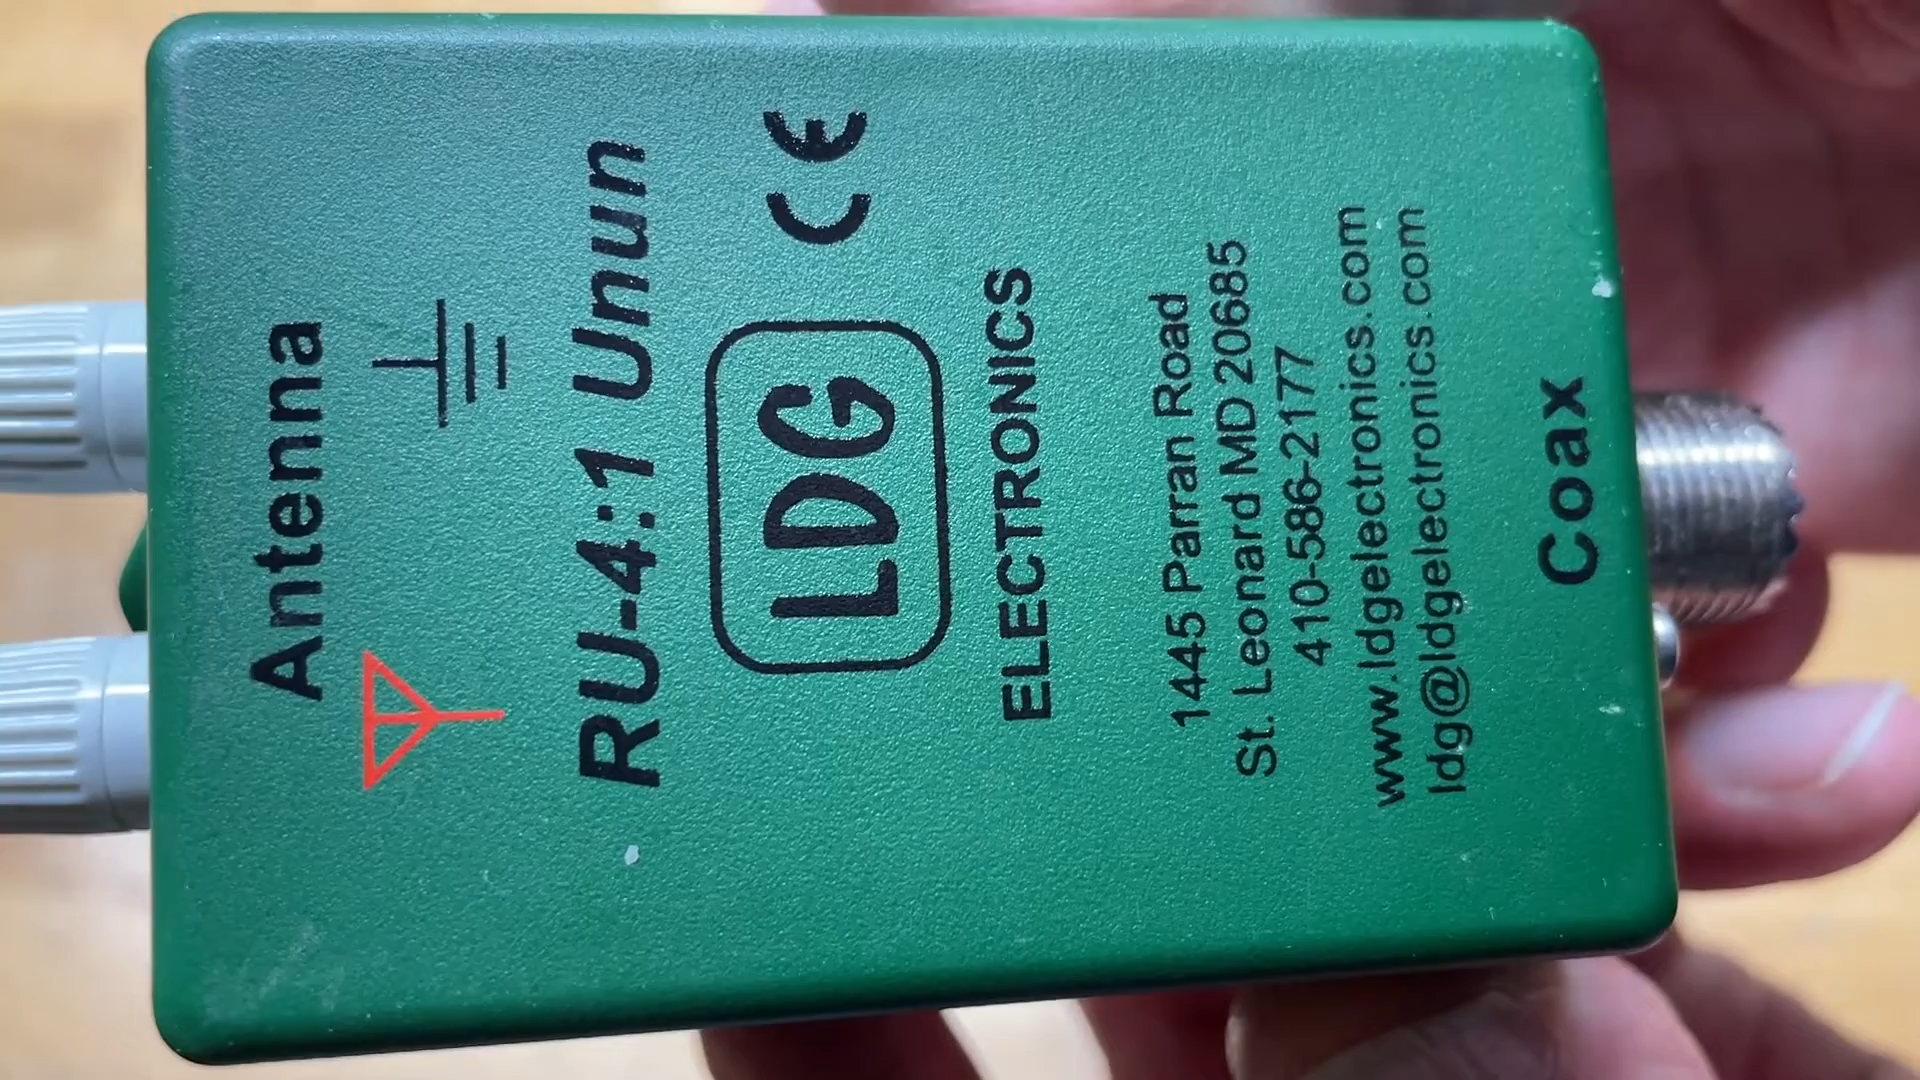 Antenna
RU-4:1 Unun
LDG
CE
ELECTRONICS
1445 Parran Road
St. Leonard MD 20685
410-586-2177
www.ldgelectronics.com
ldg@ldgelectronics.com
Coax